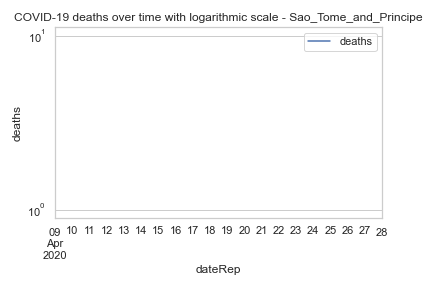 COVID-19 deaths over time with logarithmic scale - Sao_Tome_and_Principe
10¹
deaths
deaths
10⁰
09 10 11 12 13 14 15 16 17 18 19 20 21 22 23 24 25 26 27 28
Apr
2020
dateRep